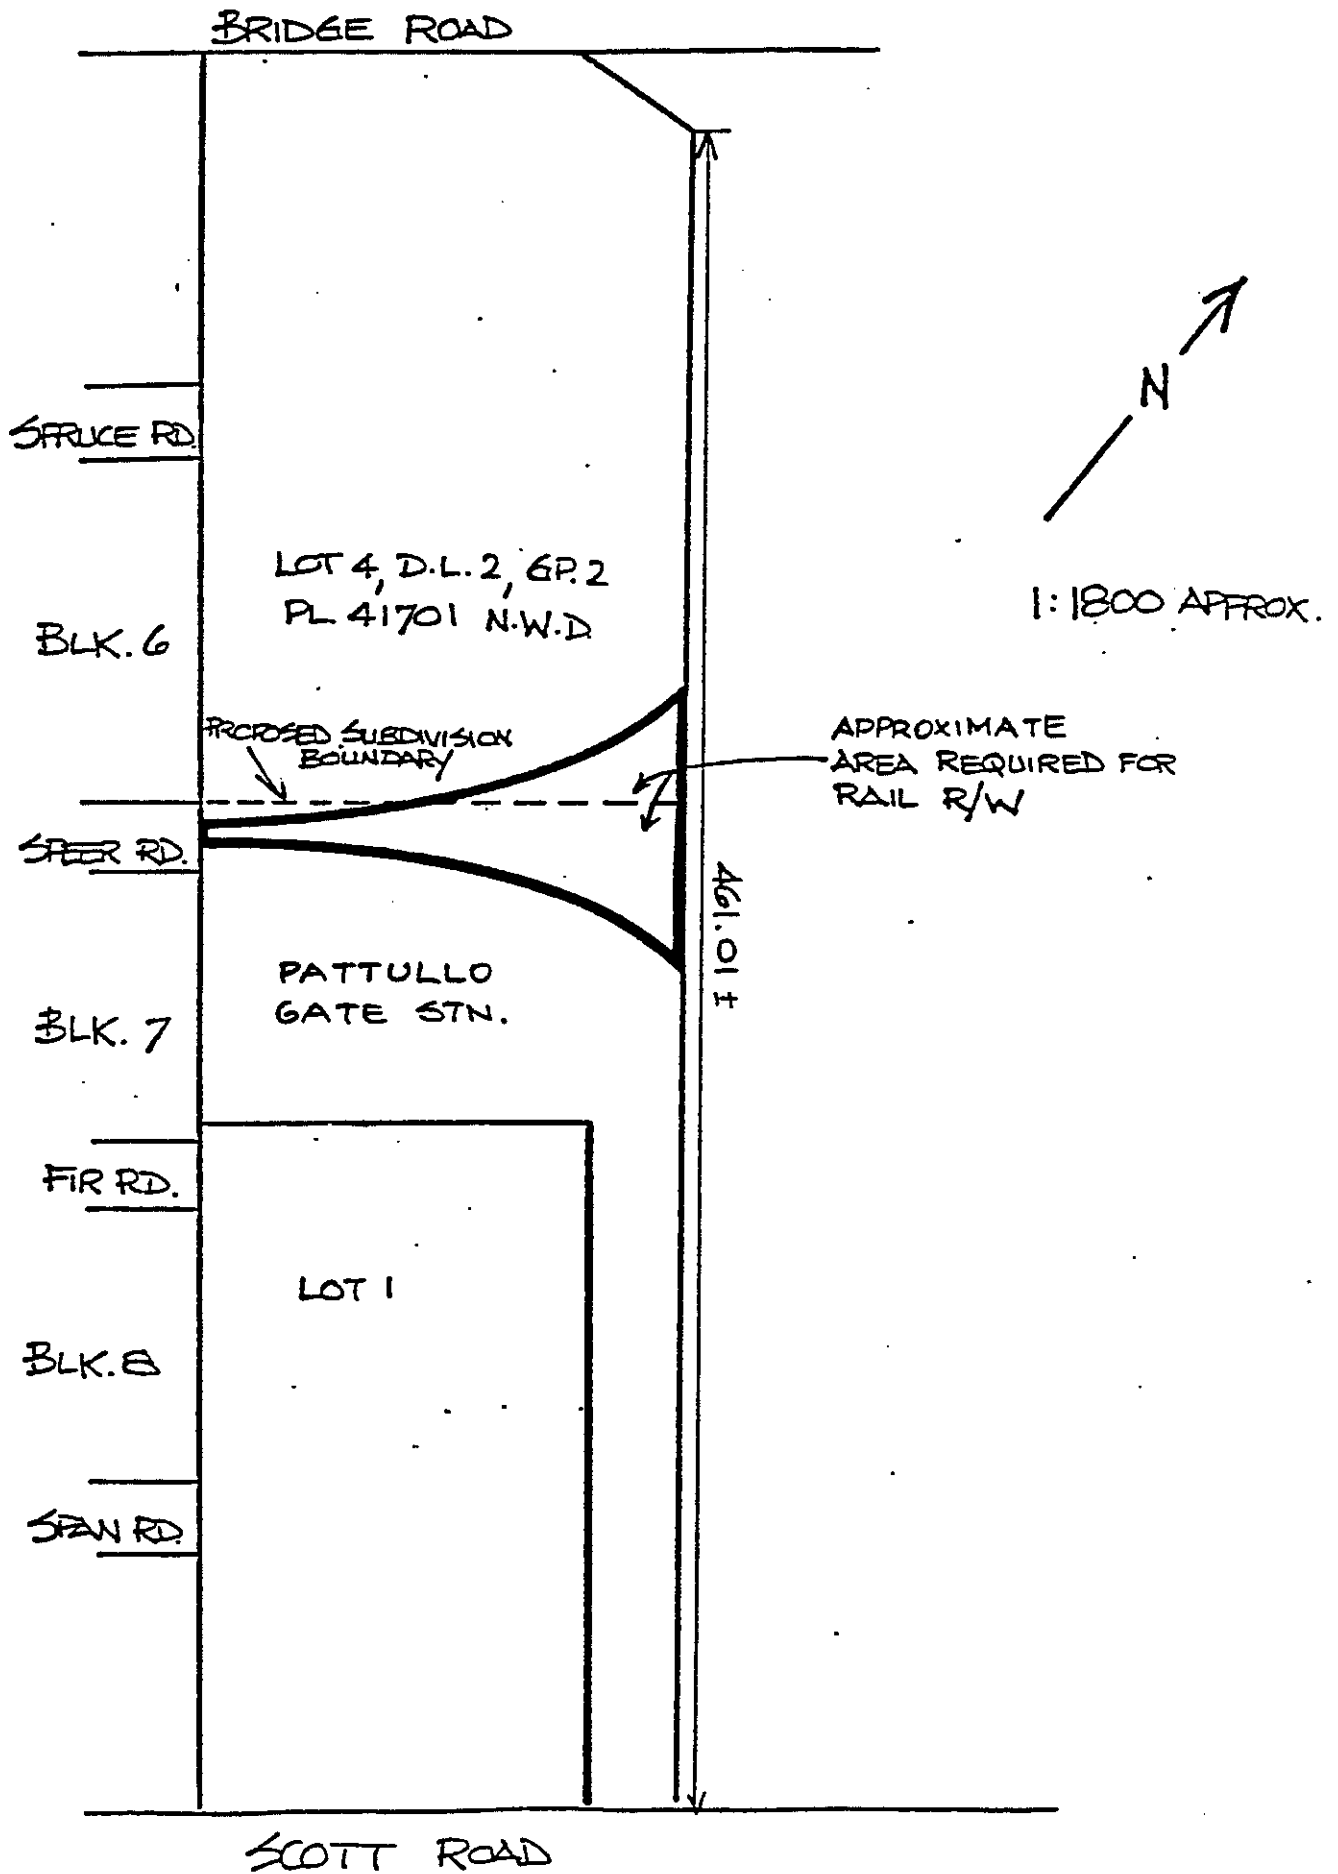 BRIDGE ROAD
SPRUCE RD.
N
LOT 4, D.L. 2, GP. 2
PL 41701 N.W.D.
1:1800 APPROX.
BLK. 6
PROPOSED SUBDIVISION
BOUNDARY
APPROXIMATE
AREA REQUIRED FOR
RAIL R/W
SPEER RD.
461.01 ±
PATTULLO
GATE STN.
BLK. 7
FIR RD.
LOT 1
BLK. 8
SPAN RD.
SCOTT ROAD